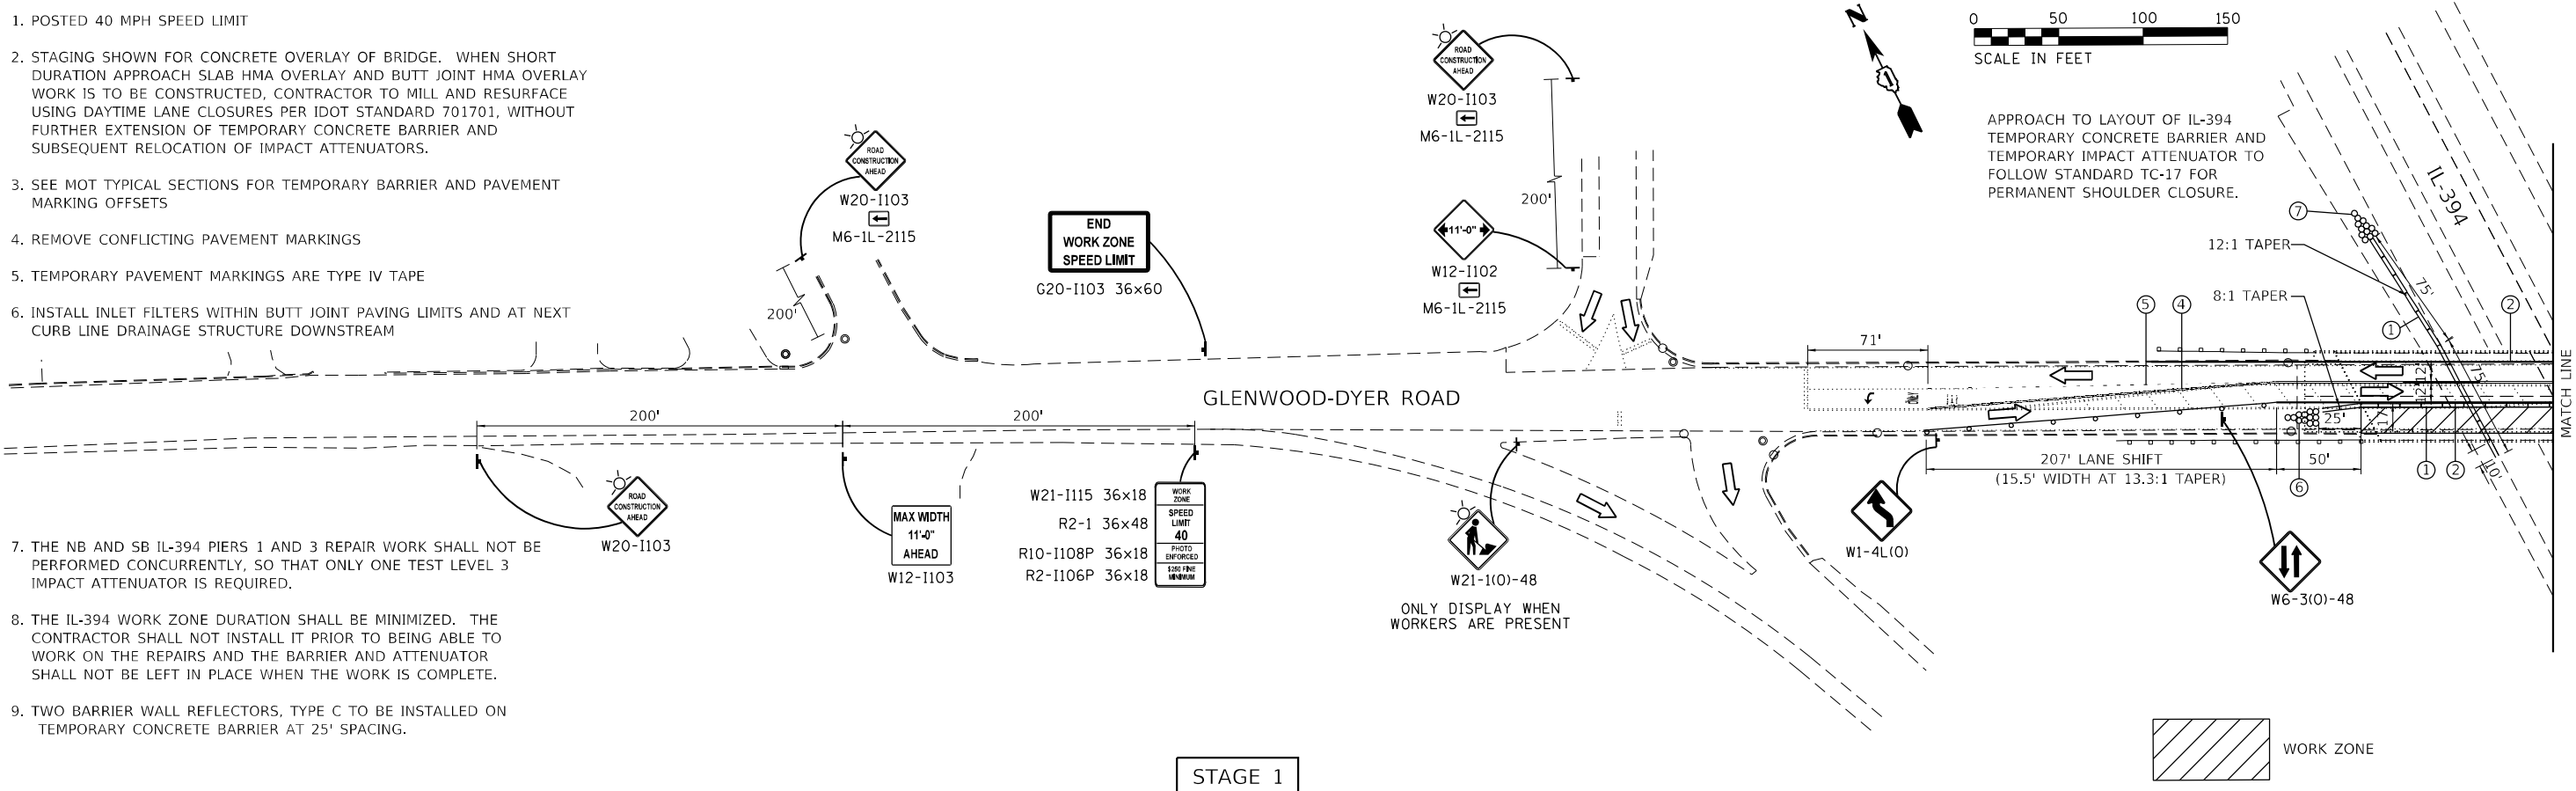 1. POSTED 40 MPH SPEED LIMIT
2. STAGING SHOWN FOR CONCRETE OVERLAY OF BRIDGE. WHEN SHORT
DURATION APPROACH SLAB HMA OVERLAY AND BUTT JOINT HMA OVERLAY
WORK IS TO BE CONSTRUCTED, CONTRACTOR TO MILL AND RESURFACE
USING DAYTIME LANE CLOSURES PER IDOT STANDARD 701701, WITHOUT
FURTHER EXTENSION OF TEMPORARY CONCRETE BARRIER AND
SUBSEQUENT RELOCATION OF IMPACT ATTENUATORS.
3. SEE MOT TYPICAL SECTIONS FOR TEMPORARY BARRIER AND PAVEMENT
MARKING OFFSETS
4. REMOVE CONFLICTING PAVEMENT MARKINGS
5. TEMPORARY PAVEMENT MARKINGS ARE TYPE IV TAPE
6. INSTALL INLET FILTERS WITHIN BUTT JOINT PAVING LIMITS AND AT NEXT
CURB LINE DRAINAGE STRUCTURE DOWNSTREAM
7. THE NB AND SB IL-394 PIERS 1 AND 3 REPAIR WORK SHALL NOT BE
PERFORMED CONCURRENTLY, SO THAT ONLY ONE TEST LEVEL 3
IMPACT ATTENUATOR IS REQUIRED.
8. THE IL-394 WORK ZONE DURATION SHALL BE MINIMIZED. THE
CONTRACTOR SHALL NOT INSTALL IT PRIOR TO BEING ABLE TO
WORK ON THE REPAIRS AND THE BARRIER AND ATTENUATOR
SHALL NOT BE LEFT IN PLACE WHEN THE WORK IS COMPLETE.
9. TWO BARRIER WALL REFLECTORS, TYPE C TO BE INSTALLED ON
TEMPORARY CONCRETE BARRIER AT 25' SPACING.
ROAD
CONSTRUCTION
AHEAD
W20-I103
M6-1L-2115
200'
END
WORK ZONE
SPEED LIMIT
G20-I103 36x60
ROAD
CONSTRUCTION
AHEAD
W20-I103
M6-1L-2115
200'
11'-0"
W12-I102
M6-1L-2115
N
0 50 100 150
SCALE IN FEET
APPROACH TO LAYOUT OF IL-394
TEMPORARY CONCRETE BARRIER AND
TEMPORARY IMPACT ATTENUATOR TO
FOLLOW STANDARD TC-17 FOR
PERMANENT SHOULDER CLOSURE.
IL-394
7
12:1 TAPER
75'
8:1 TAPER
5 4 1 2
71'
GLENWOOD-DYER ROAD
12'
12'
75'
17'
25'
10'
MATCH LINE
200' 200'
207' LANE SHIFT
(15.5' WIDTH AT 13.3:1 TAPER)
50'
6 1 2
ROAD
CONSTRUCTION
AHEAD
W20-I103
MAX WIDTH
11'-0"
AHEAD
W12-I103
W21-I115 36x18
R2-1 36x48
R10-I108P 36x18
R2-I106P 36x18
WORK
ZONE
SPEED
LIMIT
40
PHOTO
ENFORCED
$250 FINE
MINIMUM
W21-1(O)-48
ONLY DISPLAY WHEN
WORKERS ARE PRESENT
W1-4L(O)
W6-3(O)-48
WORK ZONE
STAGE 1